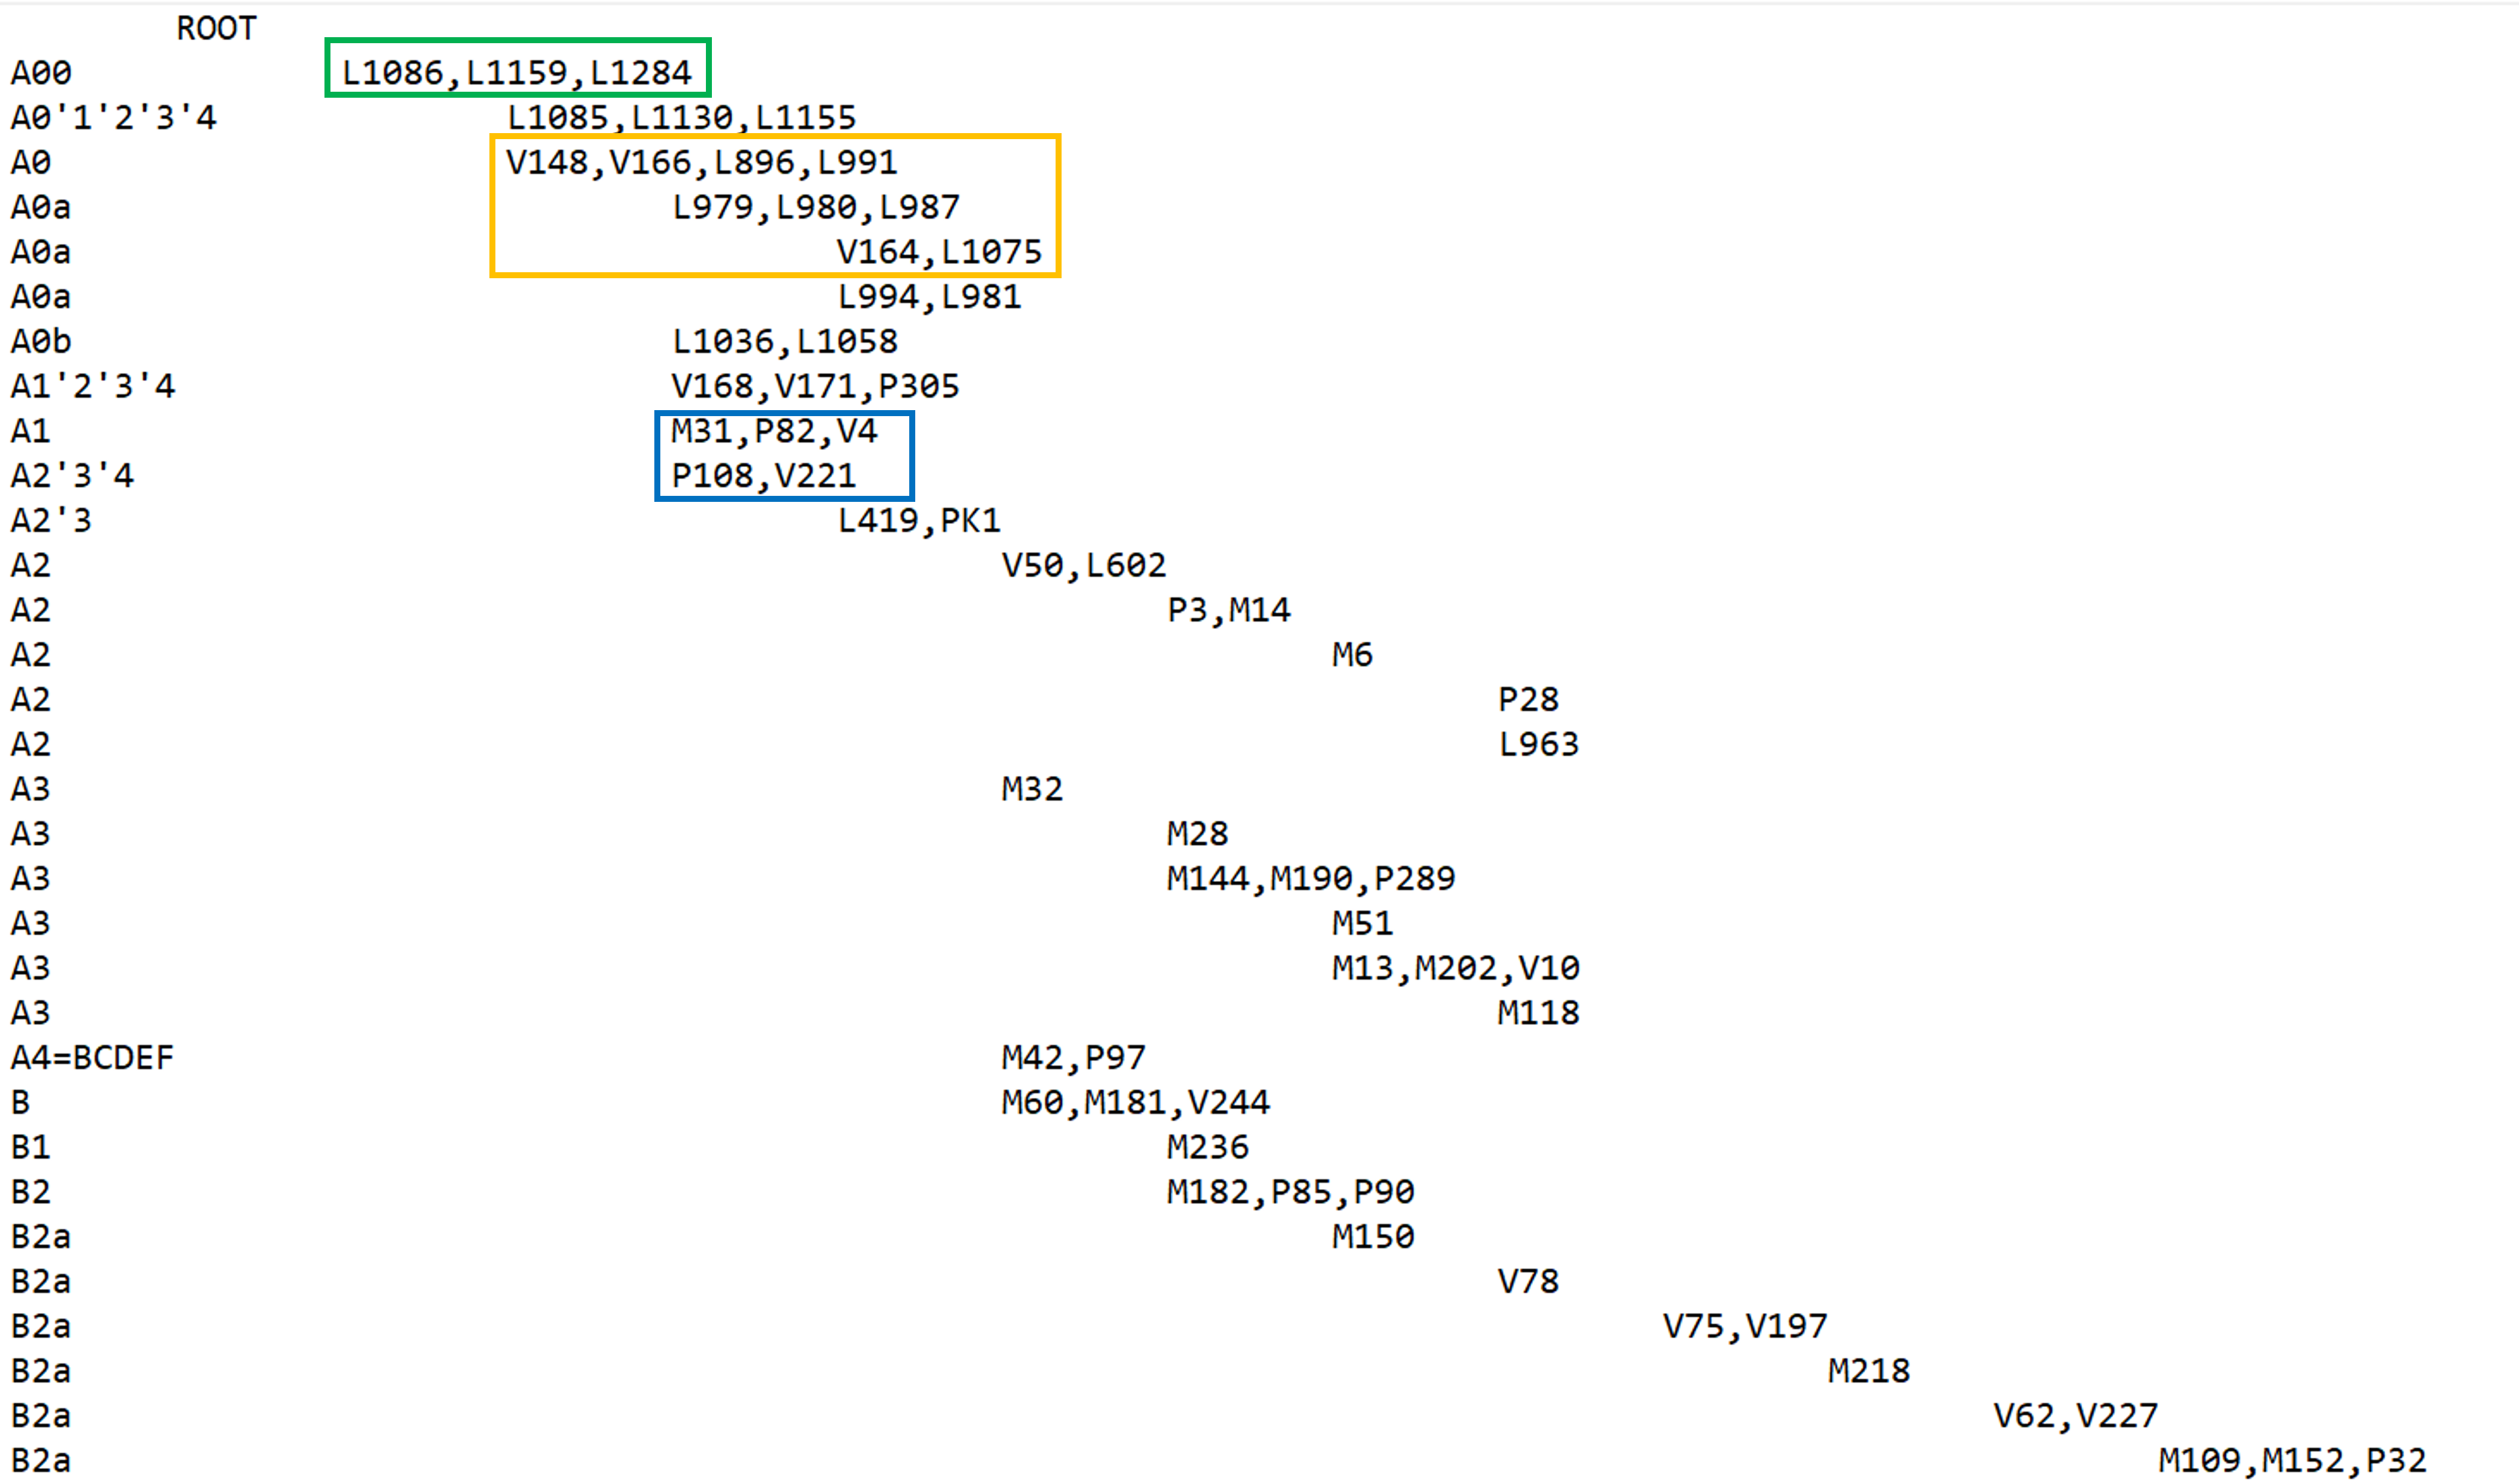 ROOT
A00 L1086,L1159,L1284
A0'1'2'3'4 L1085,L1130,L1155
A0 V148,V166,L896,L991
A0a L979,L980,L987
A0a V164,L1075
A0a L994,L981
A0b L1036,L1058
A1'2'3'4 V168,V171,P305
A1 M31,P82,V4
A2'3'4 P108,V221
A2'3 L419,PK1
A2 V50,L602
A2 P3,M14
A2 M6
A2 P28
A2 L963
A3 M32
A3 M28
A3 M144,M190,P289
A3 M51
A3 M13,M202,V10
A3 M118
A4=BCDEF M42,P97
B M60,M181,V244
B1 M236
B2 M182,P85,P90
B2a M150
B2a V78
B2a V75,V197
B2a M218
B2a V62,V227
B2a M109,M152,P32